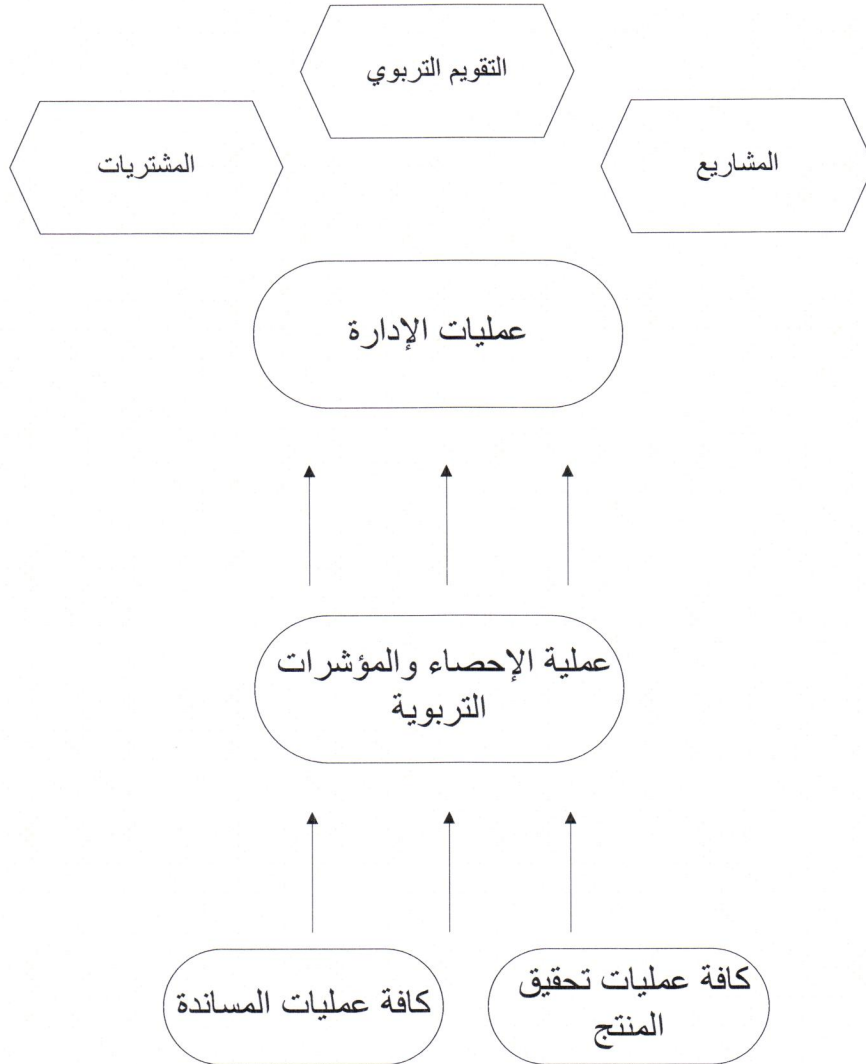 التقويم التربوي
المشاريع
المشتريات
عمليات الإدارة
عملية الإحصاء والمؤشرات
التربوية
كافة عمليات تحقيق
المنتج
كافة عمليات المساندة